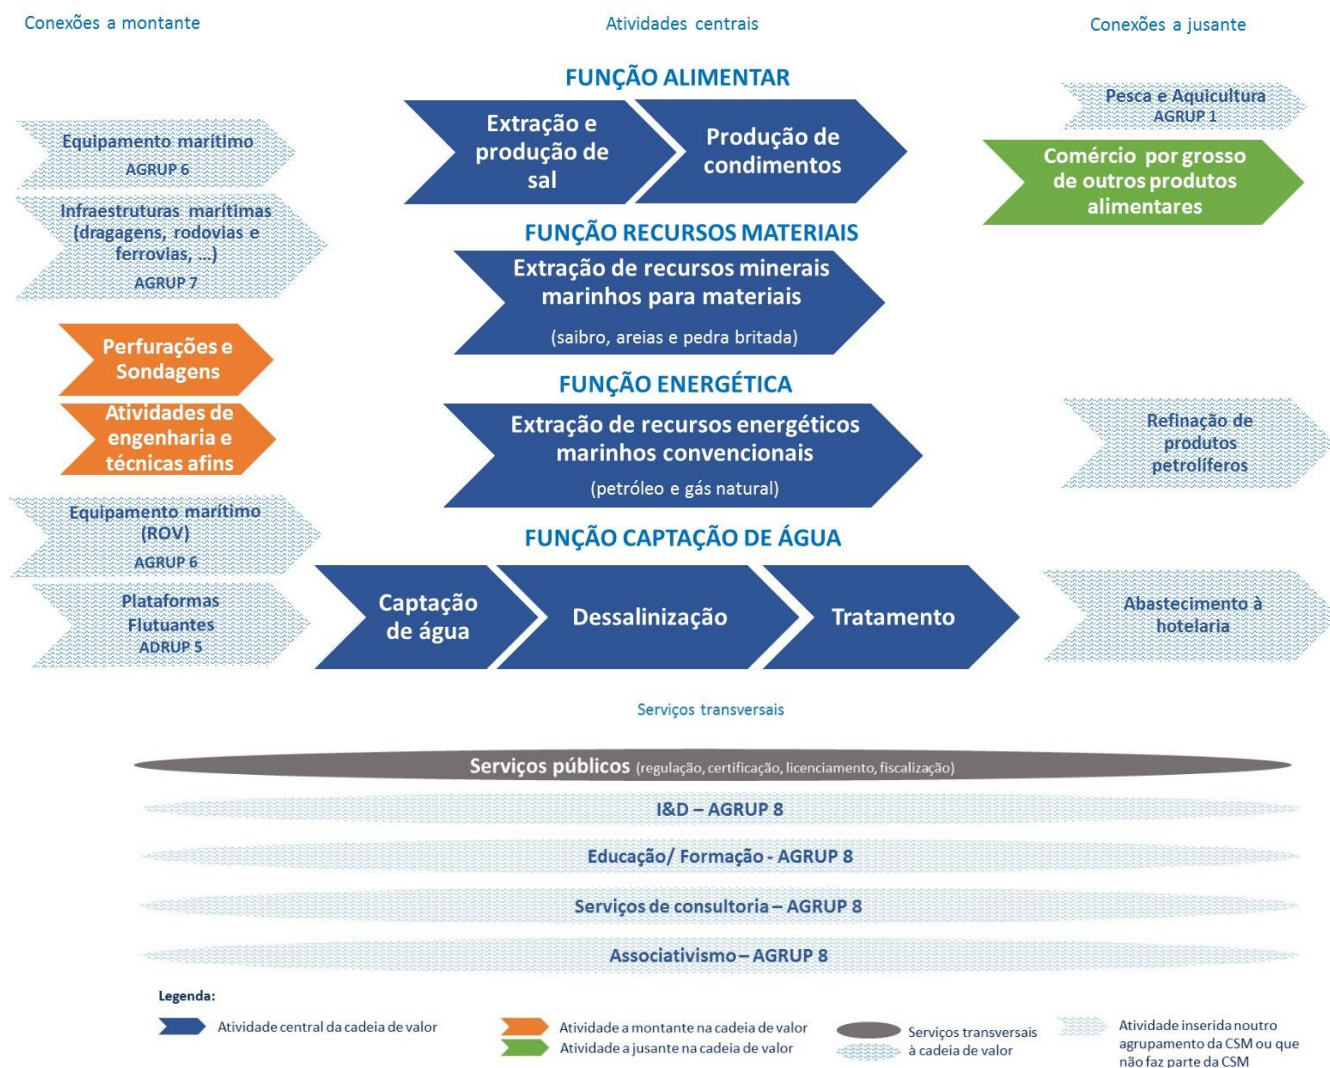 Conexões a montante
Atividades centrais
Conexões a jusante
FUNÇÃO ALIMENTAR
Extração e
produção de
sal
Produção de
condimentos
Pesca e Aquicultura
AGRUP 1
Comércio por grosso
de outros produtos
alimentares
Equipamento marítimo
AGRUP 6
Infraestruturas marítimas
(dragagens, rodovias e
ferrovias, ...)
AGRUP 7
FUNÇÃO RECURSOS MATERIAIS
Extração de recursos minerais
marinhos para materiais
(saibro, areias e pedra britada)
Perfurações e
Sondagens
Atividades de
engenharia e
técnicas afins
FUNÇÃO ENERGÉTICA
Extração de recursos energéticos
marinhos convencionais
(petróleo e gás natural)
Refinação de
produtos
petrolíferos
Equipamento marítimo
(ROV)
AGRUP 6
Plataformas
Flutuantes
ADRUP 5
FUNÇÃO CAPTAÇÃO DE ÁGUA
Captação
de água
Dessalinização
Tratamento
Abastecimento à
hotelaria
Serviços transversais
Serviços públicos (regulação, certificação, licenciamento, fiscalização)
I&D – AGRUP 8
Educação/ Formação - AGRUP 8
Serviços de consultoria – AGRUP 8
Associativismo – AGRUP 8
Legenda:
Atividade central da cadeia de valor
Atividade a montante na cadeia de valor
Atividade a jusante na cadeia de valor
Serviços transversais
à cadeia de valor
Atividade inserida noutro
agrupamento da CSM ou que
não faz parte da CSM